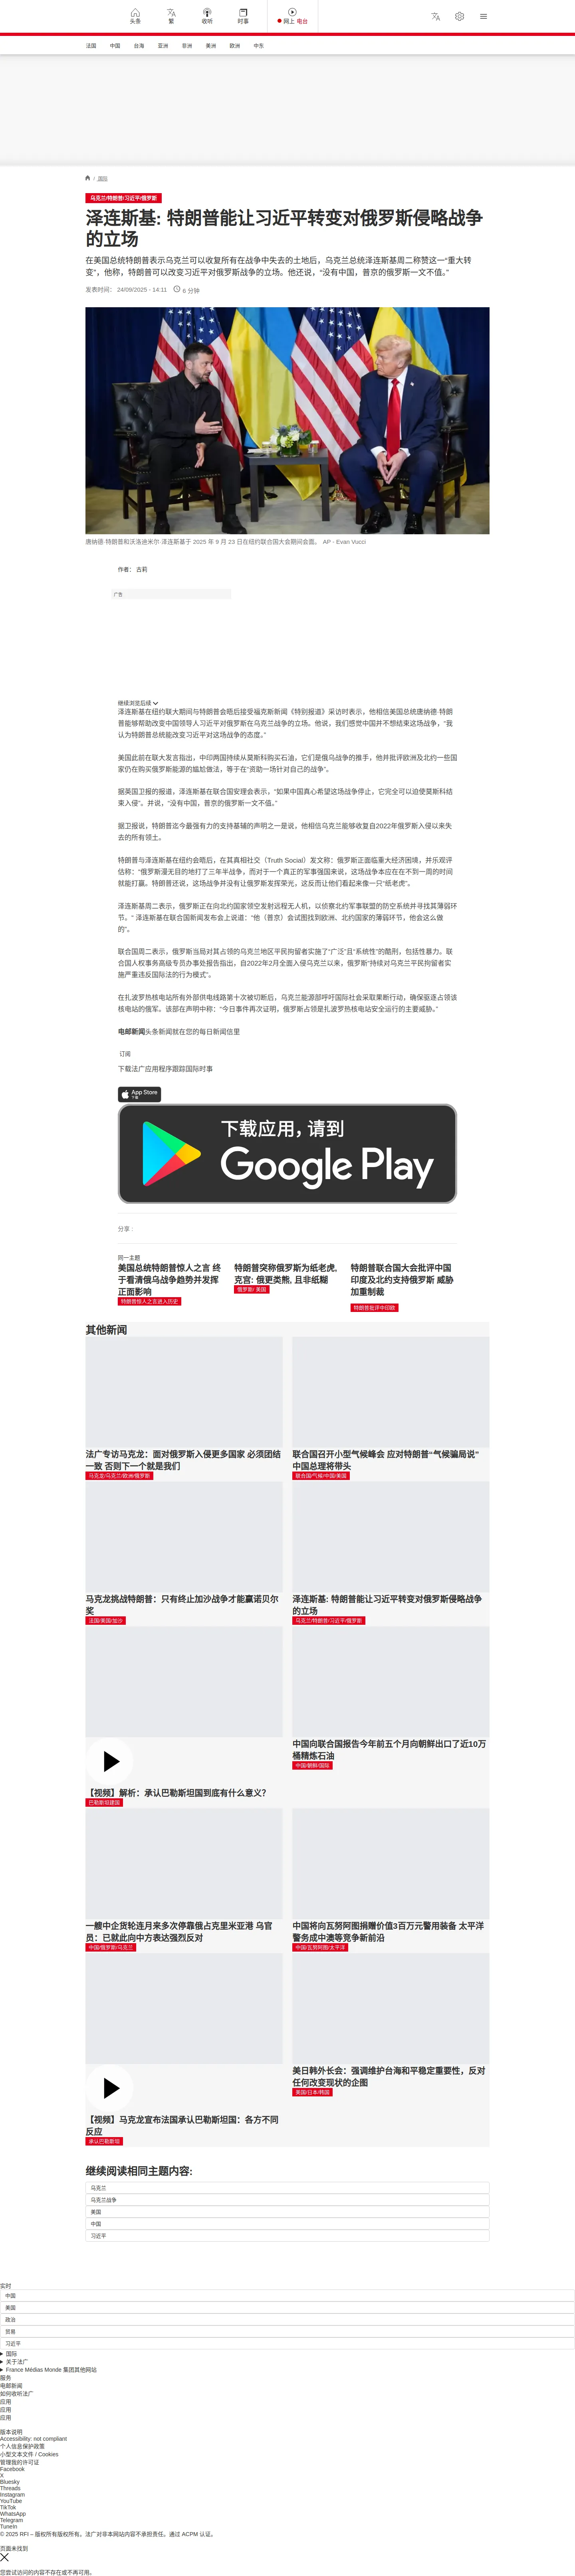 头条
繁
收听
时事
网上 电台
法国 中国 台海 亚洲 非洲 美洲 欧洲 中东
/ 国际
乌克兰/特朗普/习近平/俄罗斯
泽连斯基: 特朗普能让习近平转变对俄罗斯侵略战争
的立场
在美国总统特朗普表示乌克兰可以收复所有在战争中失去的土地后，乌克兰总统泽连斯基周二称赞这一“重大转
变”，他称，特朗普可以改变习近平对俄罗斯战争的立场。他还说，“没有中国，普京的俄罗斯一文不值。”
发表时间： 24/09/2025 - 14:11 6 分钟
唐纳德·特朗普和沃洛迪米尔·泽连斯基于 2025 年 9 月 23 日在纽约联合国大会期间会面。 AP - Evan Vucci
作者： 古莉
广告
继续浏览后续
泽连斯基在纽约联大期间与特朗普会晤后接受福克斯新闻《特别报道》采访时表示，他相信美国总统唐纳德·特朗
普能够帮助改变中国领导人习近平对俄罗斯在乌克兰战争的立场。他说，我们感觉中国并不想结束这场战争，“我
认为特朗普总统能改变习近平对这场战争的态度。”
美国此前在联大发言指出，中印两国持续从莫斯科购买石油，它们是俄乌战争的推手，他并批评欧洲及北约一些国
家仍在购买俄罗斯能源的尴尬做法，等于在“资助一场针对自己的战争”。
据英国卫报的报道，泽连斯基在联合国安理会表示，“如果中国真心希望这场战争停止，它完全可以迫使莫斯科结
束入侵”。并说，“没有中国，普京的俄罗斯一文不值。”
据卫报说，特朗普迄今最强有力的支持基辅的声明之一是说，他相信乌克兰能够收复自2022年俄罗斯入侵以来失
去的所有领土。
特朗普与泽连斯基在纽约会晤后，在其真相社交（Truth Social）发文称：俄罗斯正面临重大经济困境，并乐观评
估称：“俄罗斯漫无目的地打了三年半战争，而对于一个真正的军事强国来说，这场战争本应在在不到一周的时间
就能打赢。特朗普还说，这场战争并没有让俄罗斯发挥荣光，这反而让他们看起来像一只“纸老虎”。
泽连斯基周二表示，俄罗斯正在向北约国家领空发射远程无人机，以侦察北约军事联盟的防空系统并寻找其薄弱环
节。” 泽连斯基在联合国新闻发布会上说道：“他（普京）会试图找到欧洲、北约国家的薄弱环节，他会这么做
的”。
联合国周二表示，俄罗斯当局对其占领的乌克兰地区平民拘留者实施了“广泛”且“系统性”的酷刑，包括性暴力。联
合国人权事务高级专员办事处报告指出，自2022年2月全面入侵乌克兰以来，俄罗斯“持续对乌克兰平民拘留者实
施严重违反国际法的行为模式”。
在扎波罗热核电站所有外部供电线路第十次被切断后，乌克兰能源部呼吁国际社会采取果断行动，确保驱逐占领该
核电站的俄军。该部在声明中称：“今日事件再次证明，俄罗斯占领是扎波罗热核电站安全运行的主要威胁。”
电邮新闻头条新闻就在您的每日新闻信里
订阅
下载法广应用程序跟踪国际时事
App Store
下载
下载应用，请到
Google Play
分享 :
同一主题
美国总统特朗普惊人之言 终
于看清俄乌战争趋势并发挥
正面影响
特朗普惊人之言进入历史
特朗普突称俄罗斯为纸老虎，
克宫: 俄更类熊, 且非纸糊
俄罗斯/ 美国
特朗普联合国大会批评中国
印度及北约支持俄罗斯 威胁
加重制裁
特朗普批评中印欧
其他新闻
法广专访马克龙：面对俄罗斯入侵更多国家 必须团结
一致 否则下一个就是我们
马克龙/乌克兰/欧洲/俄罗斯
联合国召开小型气候峰会 应对特朗普“气候骗局说”
中国总理将带头
联合国/气候/中国/美国
马克龙挑战特朗普：只有终止加沙战争才能赢诺贝尔
奖
法国/美国/加沙
泽连斯基: 特朗普能让习近平转变对俄罗斯侵略战争
的立场
乌克兰/特朗普/习近平/俄罗斯
【视频】解析：承认巴勒斯坦国到底有什么意义？
巴勒斯坦建国
中国向联合国报告今年前五个月向朝鲜出口了近10万
桶精炼石油
中国/朝鲜/国际
一艘中企货轮连月来多次停靠俄占克里米亚港 乌官
员：已就此向中方表达强烈反对
中国/俄罗斯/乌克兰
中国将向瓦努阿图捐赠价值3百万元警用装备 太平洋
警务成中澳等竞争新前沿
中国/瓦努阿图/太平洋
【视频】马克龙宣布法国承认巴勒斯坦国：各方不同
反应
承认巴勒斯坦
美日韩外长会：强调维护台海和平稳定重要性，反对
任何改变现状的企图
美国/日本/韩国
继续阅读相同主题内容:
乌克兰
乌克兰战争
美国
中国
习近平
实时
中国
美国
政治
贸易
习近平
国际
关于法广
France Médias Monde 集团其他网站
服务
电邮新闻
如何收听法广
应用
应用
应用
版本说明
Accessibility: not compliant
个人信息保护政策
小型文本文件 / Cookies
管理我的许可证
Facebook
X
Bluesky
Threads
Instagram
YouTube
TikTok
WhatsApp
Telegram
TuneIn
© 2025 RFI – 版权所有版权所有。法广对非本网站内容不承担责任。通过 ACPM 认证。
页面未找到
您尝试访问的内容不存在或不再可用。